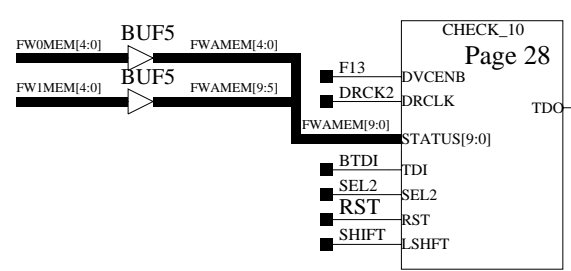 CHECK_10
Page 28
BUF5
FW0MEM[4:0]
FWAMEM[4:0]
BUF5
FW1MEM[4:0]
FWAMEM[9:5]
F13
DVCENB
DRCK2
DRCLK
TDO
FWAMEM[9:0]
STATUS[9:0]
BTDI
TDI
SEL2
SEL2
RST
RST
SHIFT
LSHFT